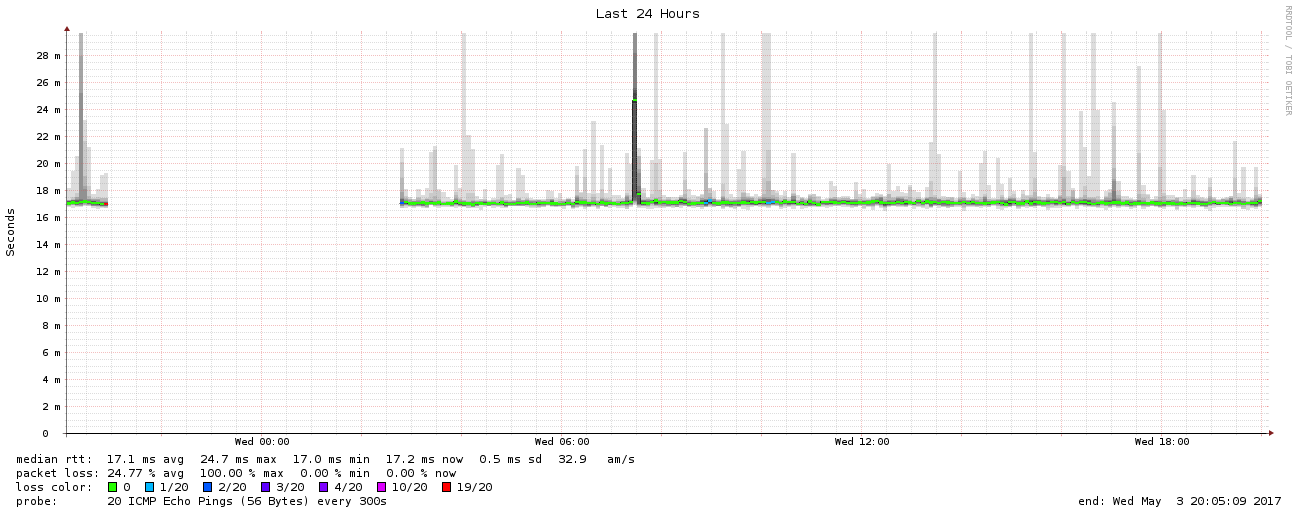 Last 24 Hours
RRDTOOL / TOBI OETIKER
Seconds
28 m
26 m
24 m
22 m
20 m
18 m
16 m
14 m
12 m
10 m
8 m
6 m
4 m
2 m
0
Wed 00:00 Wed 06:00 Wed 12:00 Wed 18:00
median rtt: 17.1 ms avg 24.7 ms max 17.0 ms min 17.2 ms now 0.5 ms sd 32.9 am/s
packet loss: 24.77 % avg 100.00 % max 0.00 % min 0.00 % now
loss color: 0 1/20 2/20 3/20 4/20 10/20 19/20
probe: 20 ICMP Echo Pings (56 Bytes) every 300s end: Wed May 3 20:05:09 2017